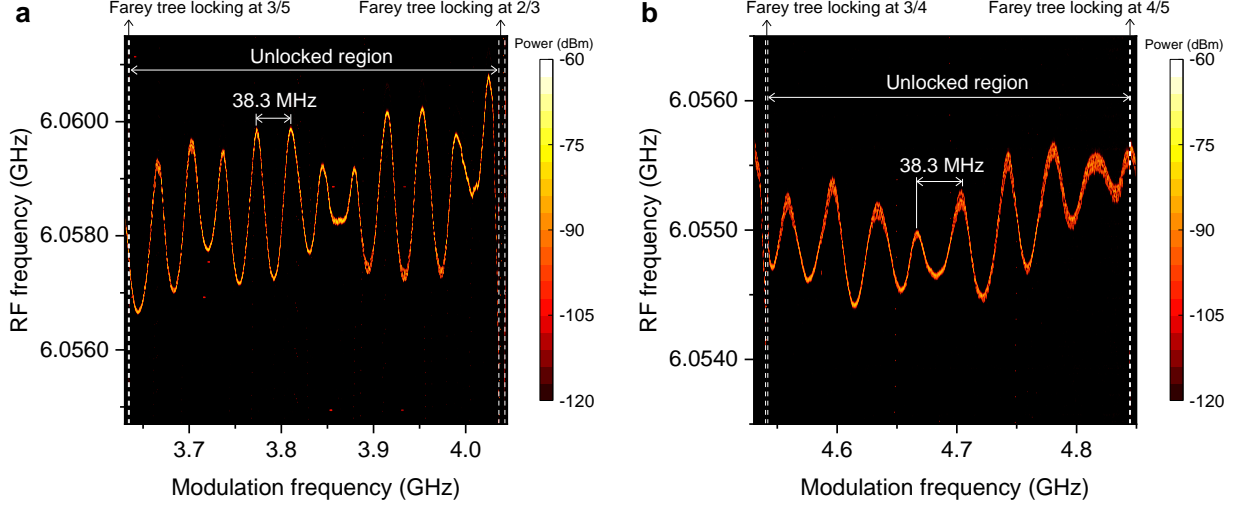 a
Farey tree locking at 3/5
Farey tree locking at 2/3
Power (dBm)
Unlocked region
38.3 MHz
-60
-75
-90
-105
-120
6.0600
6.0580
6.0560
RF frequency (GHz)
3.7
3.8
3.9
4.0
Modulation frequency (GHz)
b
Farey tree locking at 3/4
Farey tree locking at 4/5
Power (dBm)
Unlocked region
38.3 MHz
-60
-75
-90
-105
-120
6.0560
6.0550
6.0540
RF frequency (GHz)
4.6
4.7
4.8
Modulation frequency (GHz)